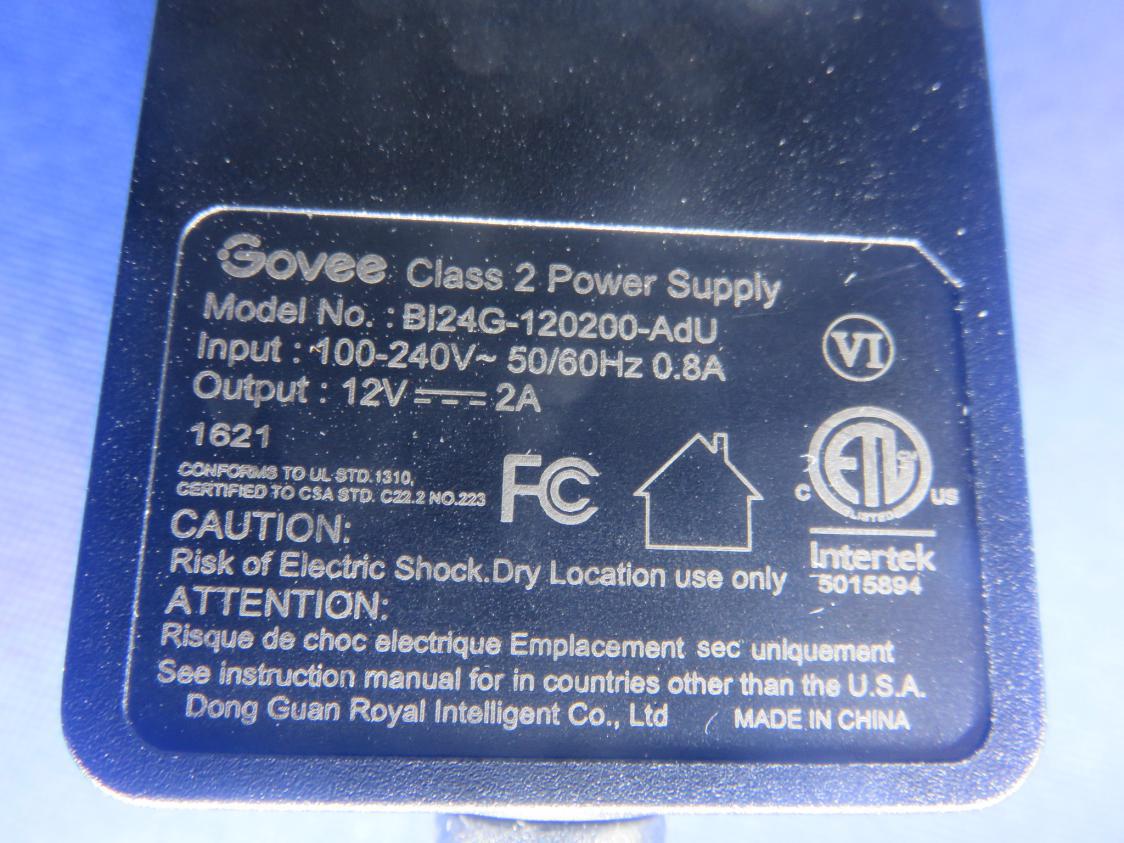 Govee Class 2 Power Supply
Model No. : BI24G-120200-AdU
Input : 100-240V~ 50/60Hz 0.8A
Output : 12V⎓2A
VI
1621
CONFORMS TO UL STD.1310,
CERTIFIED TO CSA STD. C22.2 NO.223
FC
ETL
C US
LISTED
Intertek
5015894
CAUTION:
Risk of Electric Shock.Dry Location use only
ATTENTION:
Risque de choc electrique Emplacement sec unlquement
See instruction manual for in countries other than the U.S.A.
Dong Guan Royal Intelligent Co., Ltd MADE IN CHINA